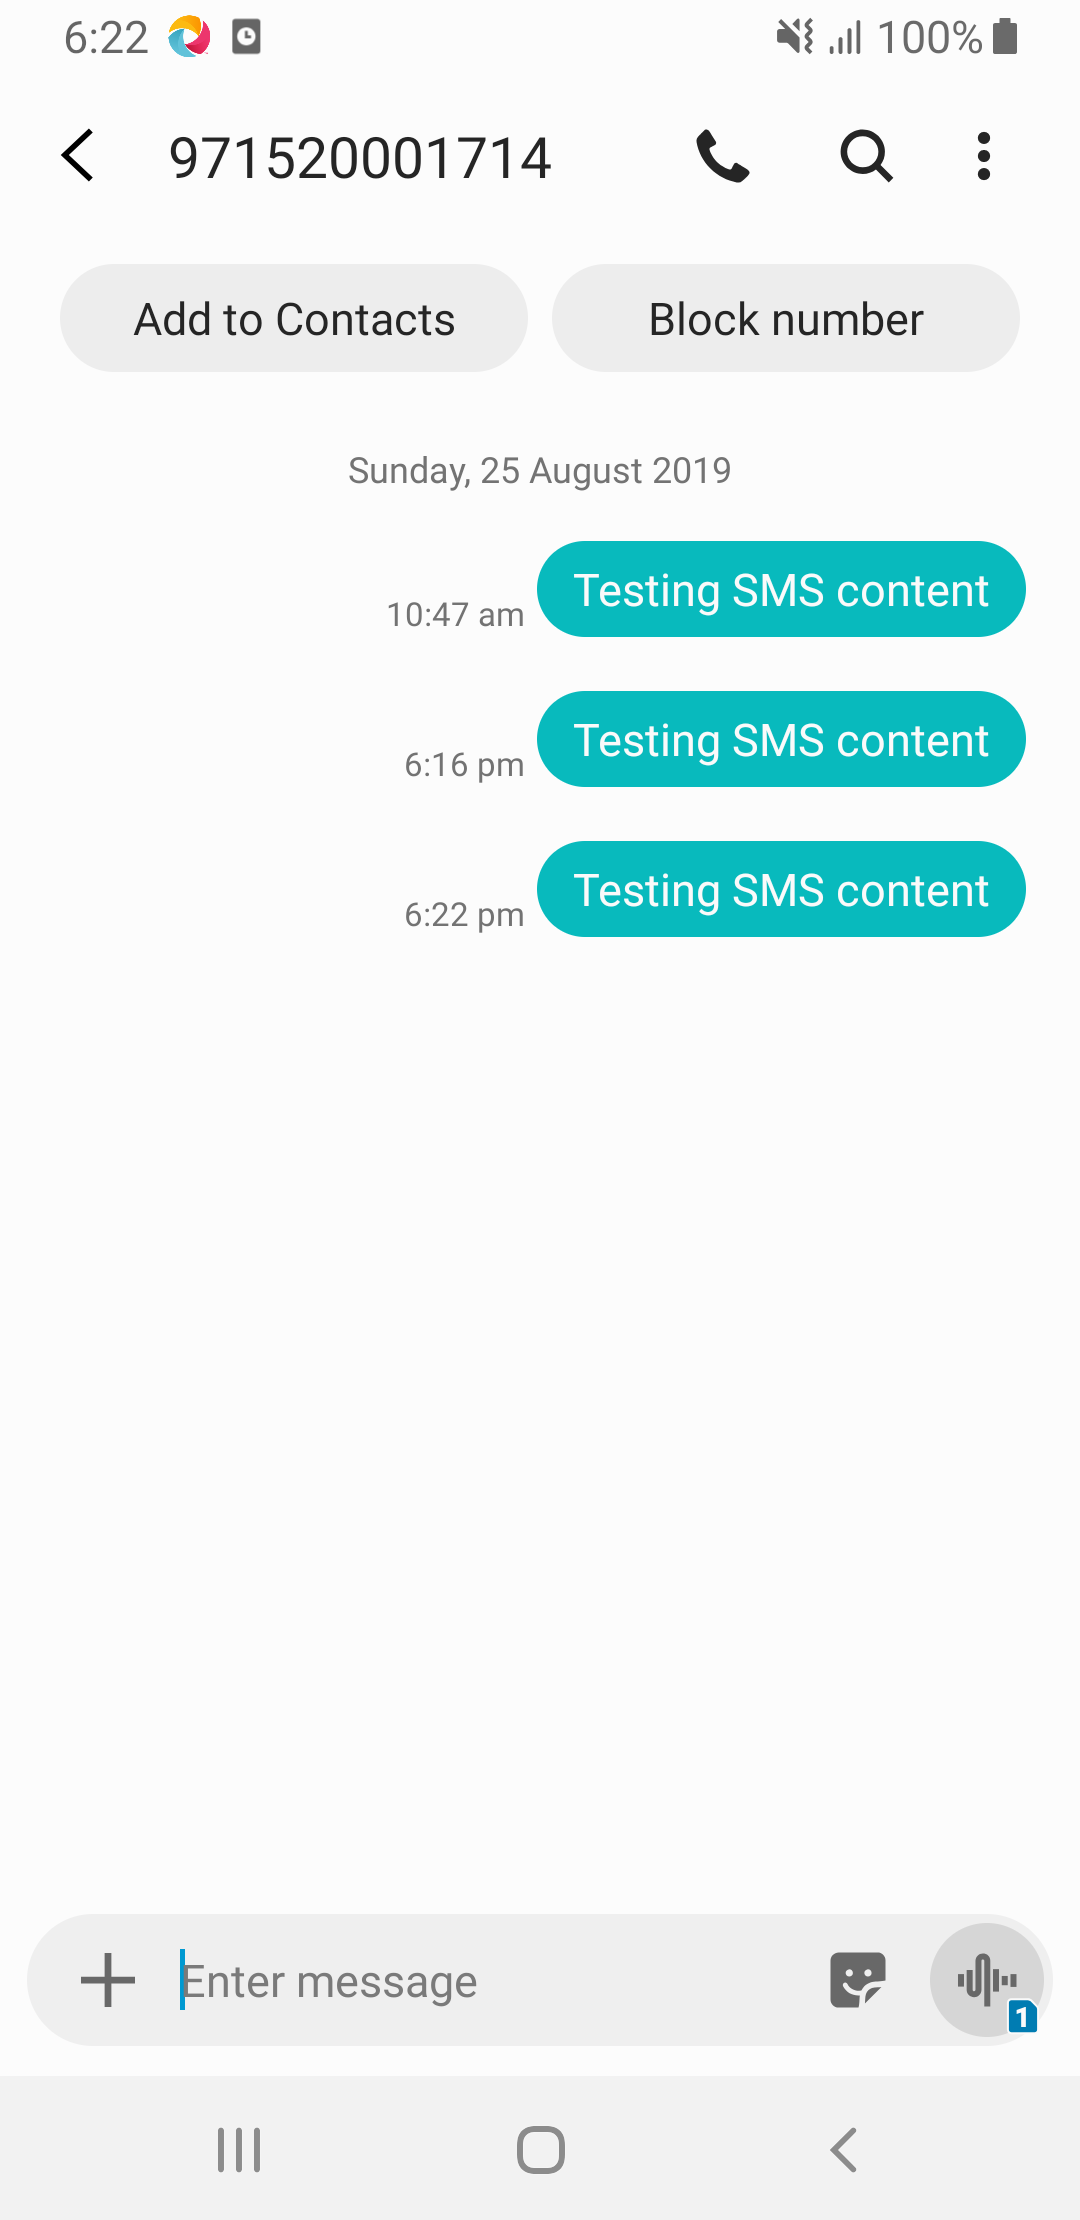 6:22 100%
971520001714
Add to Contacts Block number
Sunday, 25 August 2019
Testing SMS content
10:47 am
Testing SMS content
6:16 pm
Testing SMS content
6:22 pm
Enter message
1